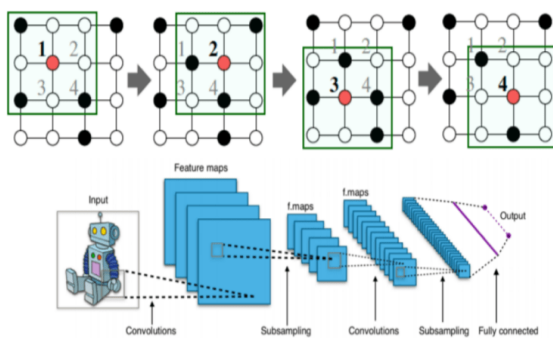 1 2
3 4
1 2
3 4
1 2
3 4
1 2
3 4
Feature maps
Input
f.maps
f.maps
Output
Convolutions
Subsampling
Convolutions
Subsampling
Fully connected